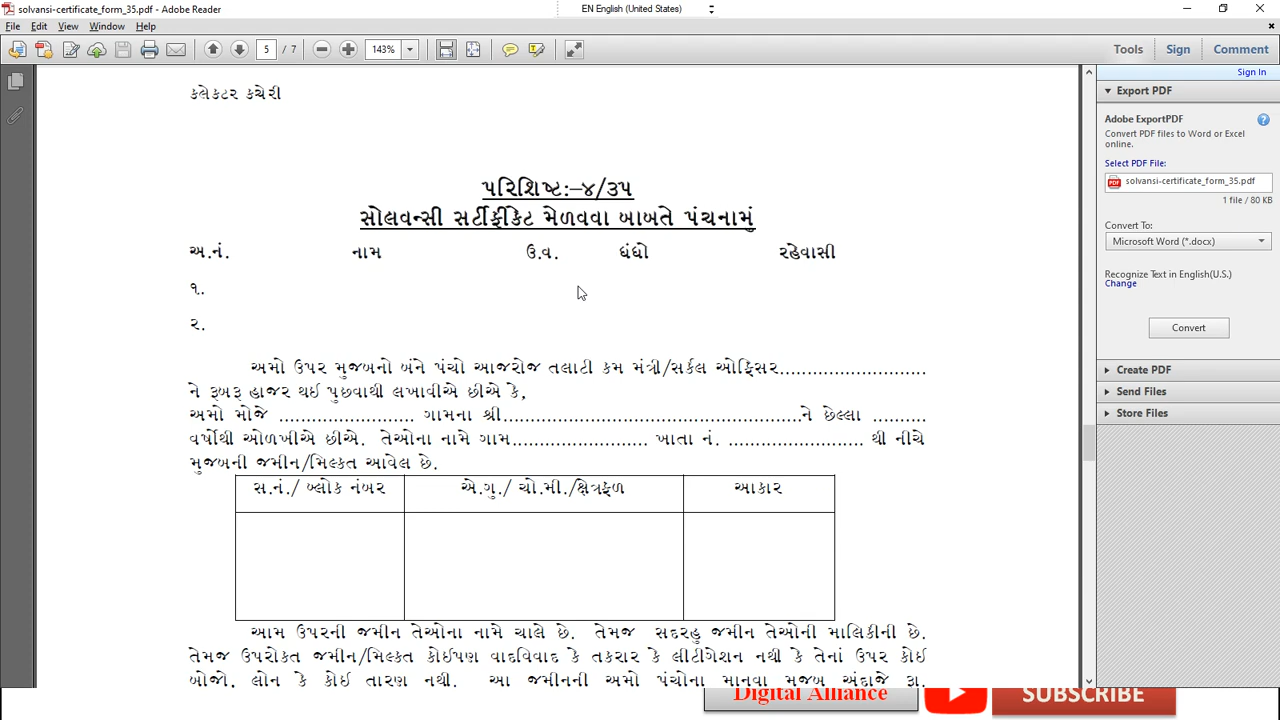 solvansi-certificate_form_35.pdf - Adobe Reader
EN English (United States)
File Edit View Window Help
5 / 7 143% Tools Sign Comment
Sign In
કલેકટર કચેરી
પરિશિષ્ટ:-૪/૩૫
સોલવન્સી સર્ટીફીકેટ મેળવવા બાબતે પંચનામું
અ.નં. નામ ઉ.વ. ધંધો રહેવાસી
૧.
૨.
અમો ઉપર મુજબનો બંને પંચો આજરોજ તલાટી કમ મંત્રી/સર્કલ ઓફિસર..........................
ને રૂબરૂ હાજર થઈ પુછવાથી લખાવીએ છીએ કે,
અમો મોજે ........................ ગામના શ્રી.....................................................ને છેલ્લા .........
વર્ષોથી ઓળખીએ છીએ. તેઓના નામે ગામ........................ ખાતા નં. ........................ થી નીચે
મુજબની જમીન/મિલ્કત આવેલ છે.
સ.નં./ બ્લોક નંબર એ.ગુ./ ચો.મી./ક્ષેત્રફળ આકાર
આમ ઉપરની જમીન તેઓના નામે ચાલે છે. તેમજ સદરહુ જમીન તેઓની માલિકીની છે.
તેમજ ઉપરોકત જમીન/મિલ્કત કોઈપણ વાદવિવાદ કે તકરાર કે લીટીગેશન નથી કે તેનાં ઉપર કોઈ
બોજો, લોન કે કોઈ તારણ નથી. આ જમીનની અમો પંચોના માનવા મુજબ અંદાજે રૂા.
Export PDF
Adobe ExportPDF
Convert PDF files to Word or Excel
online.
Select PDF File:
solvansi-certificate_form_35.pdf
1 file / 80 KB
Convert To:
Microsoft Word (*.docx)
Recognize Text in English(U.S.)
Change
Convert
Create PDF
Send Files
Store Files
Digital Alliance SUBSCRIBE